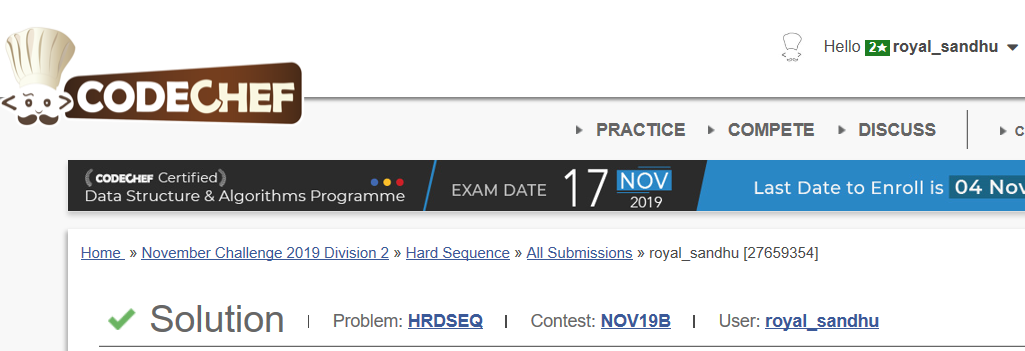 Hello 2★ royal_sandhu
CODECHEF
PRACTICE COMPETE DISCUSS
(CODECHEF Certified)
Data Structure & Algorithms Programme
EXAM DATE 17 NOV 2019
Last Date to Enroll is 04 Nov
Home » November Challenge 2019 Division 2 » Hard Sequence » All Submissions » royal_sandhu [27659354]
Solution | Problem: HRDSEQ | Contest: NOV19B | User: royal_sandhu